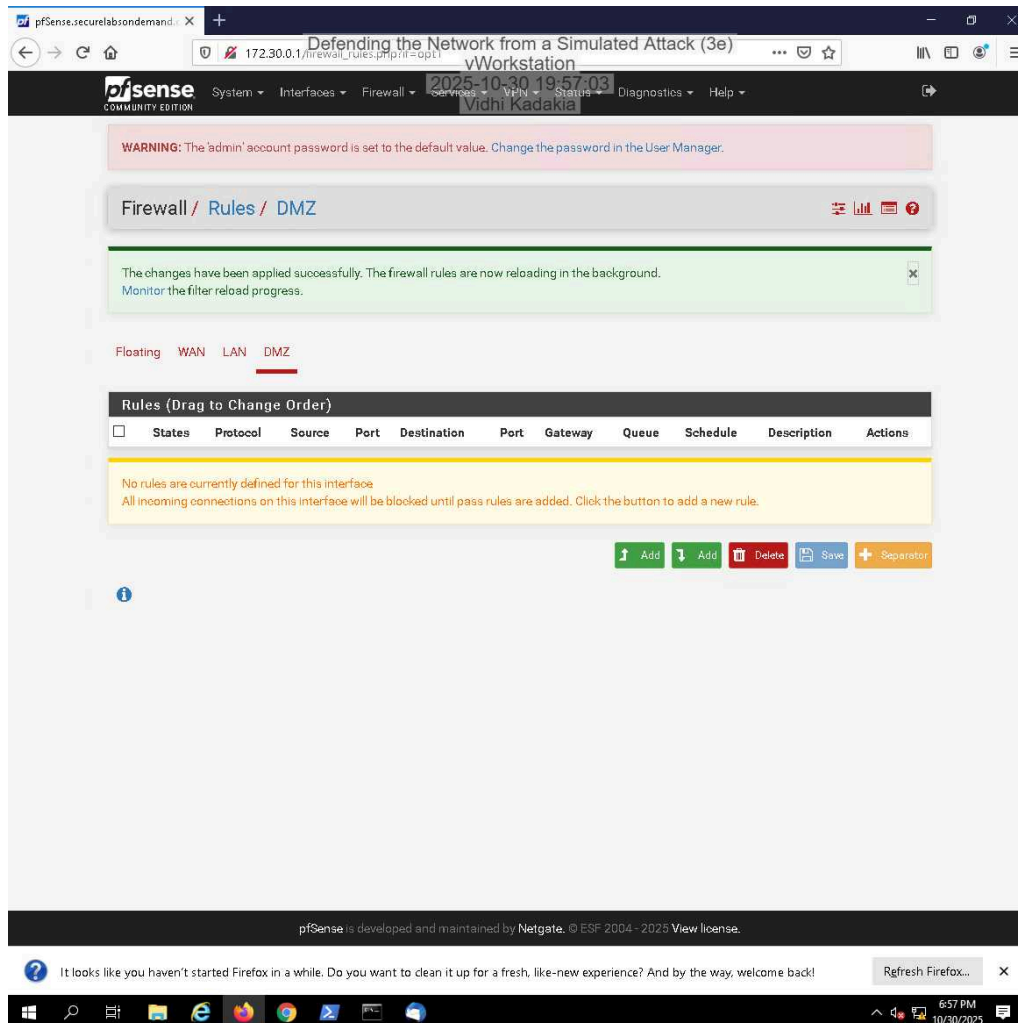 pfSense.securelabsondemand.
Defending the Network from a Simulated Attack (3e)
172.30.0.1/firewall_rules.php?if=opt1
vWorkstation
2025-10-30 19:57:03
Vidhi Kadakia
pfsense
COMMUNITY EDITION
System Interfaces Firewall Services VPN Status Diagnostics Help
WARNING: The 'admin' account password is set to the default value. Change the password in the User Manager.
Firewall / Rules / DMZ
The changes have been applied successfully. The firewall rules are now reloading in the background.
Monitor the filter reload progress.
Floating WAN LAN DMZ
Rules (Drag to Change Order)
States Protocol Source Port Destination Port Gateway Queue Schedule Description Actions
No rules are currently defined for this interface
All incoming connections on this interface will be blocked until pass rules are added. Click the button to add a new rule.
Add Add Delete Save Separator
pfSense is developed and maintained by Netgate. © ESF 2004 - 2025 View license.
It looks like you haven't started Firefox in a while. Do you want to clean it up for a fresh, like-new experience? And by the way, welcome back!
Refresh Firefox...
6:57 PM
10/30/2025